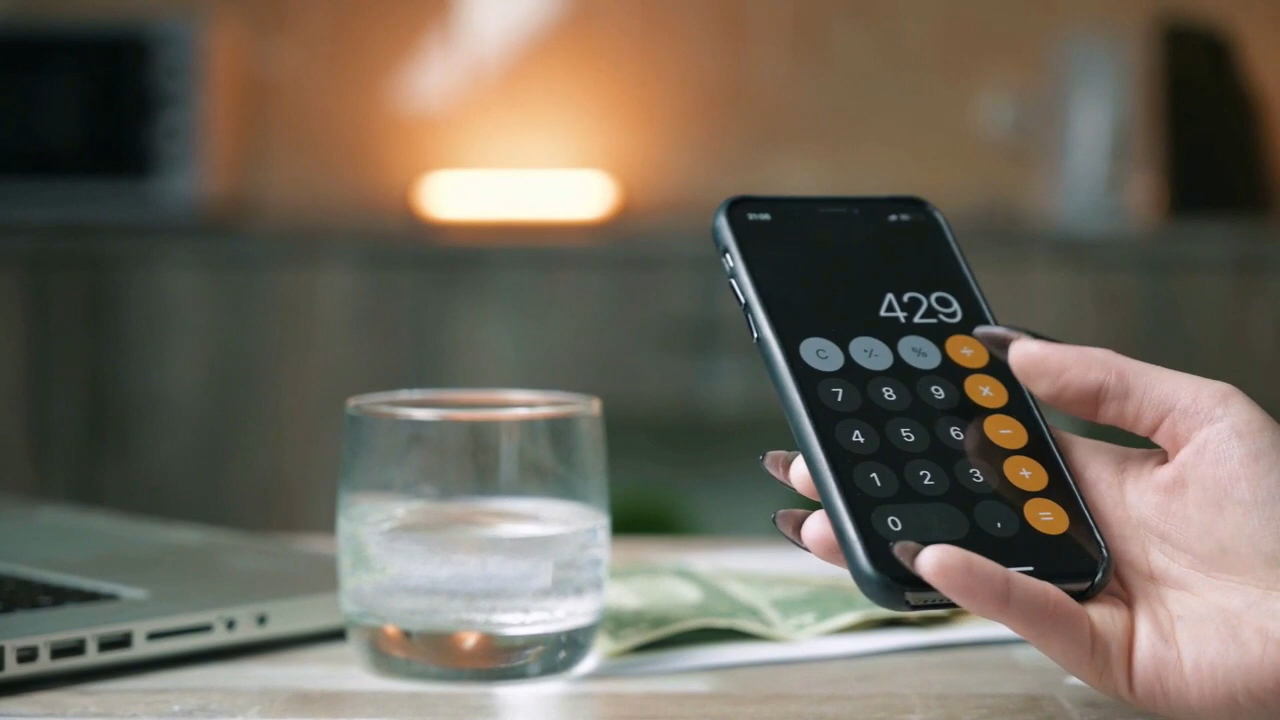 429
C +/- % ÷
7 8 9 ×
4 5 6 −
1 2 3 +
0 , =